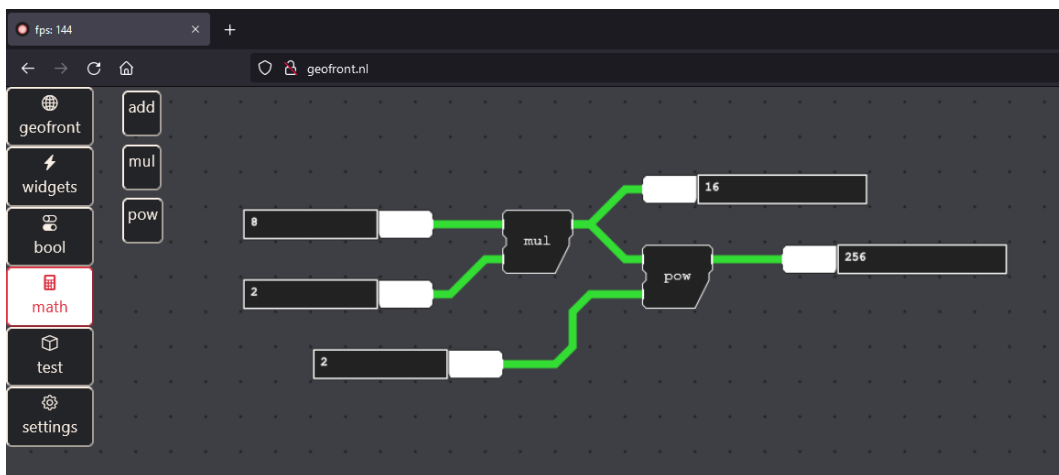 fps: 144
geofront.nl
geofront
widgets
bool
math
test
settings
add
mul
pow
8
2
2
mul
pow
16
256